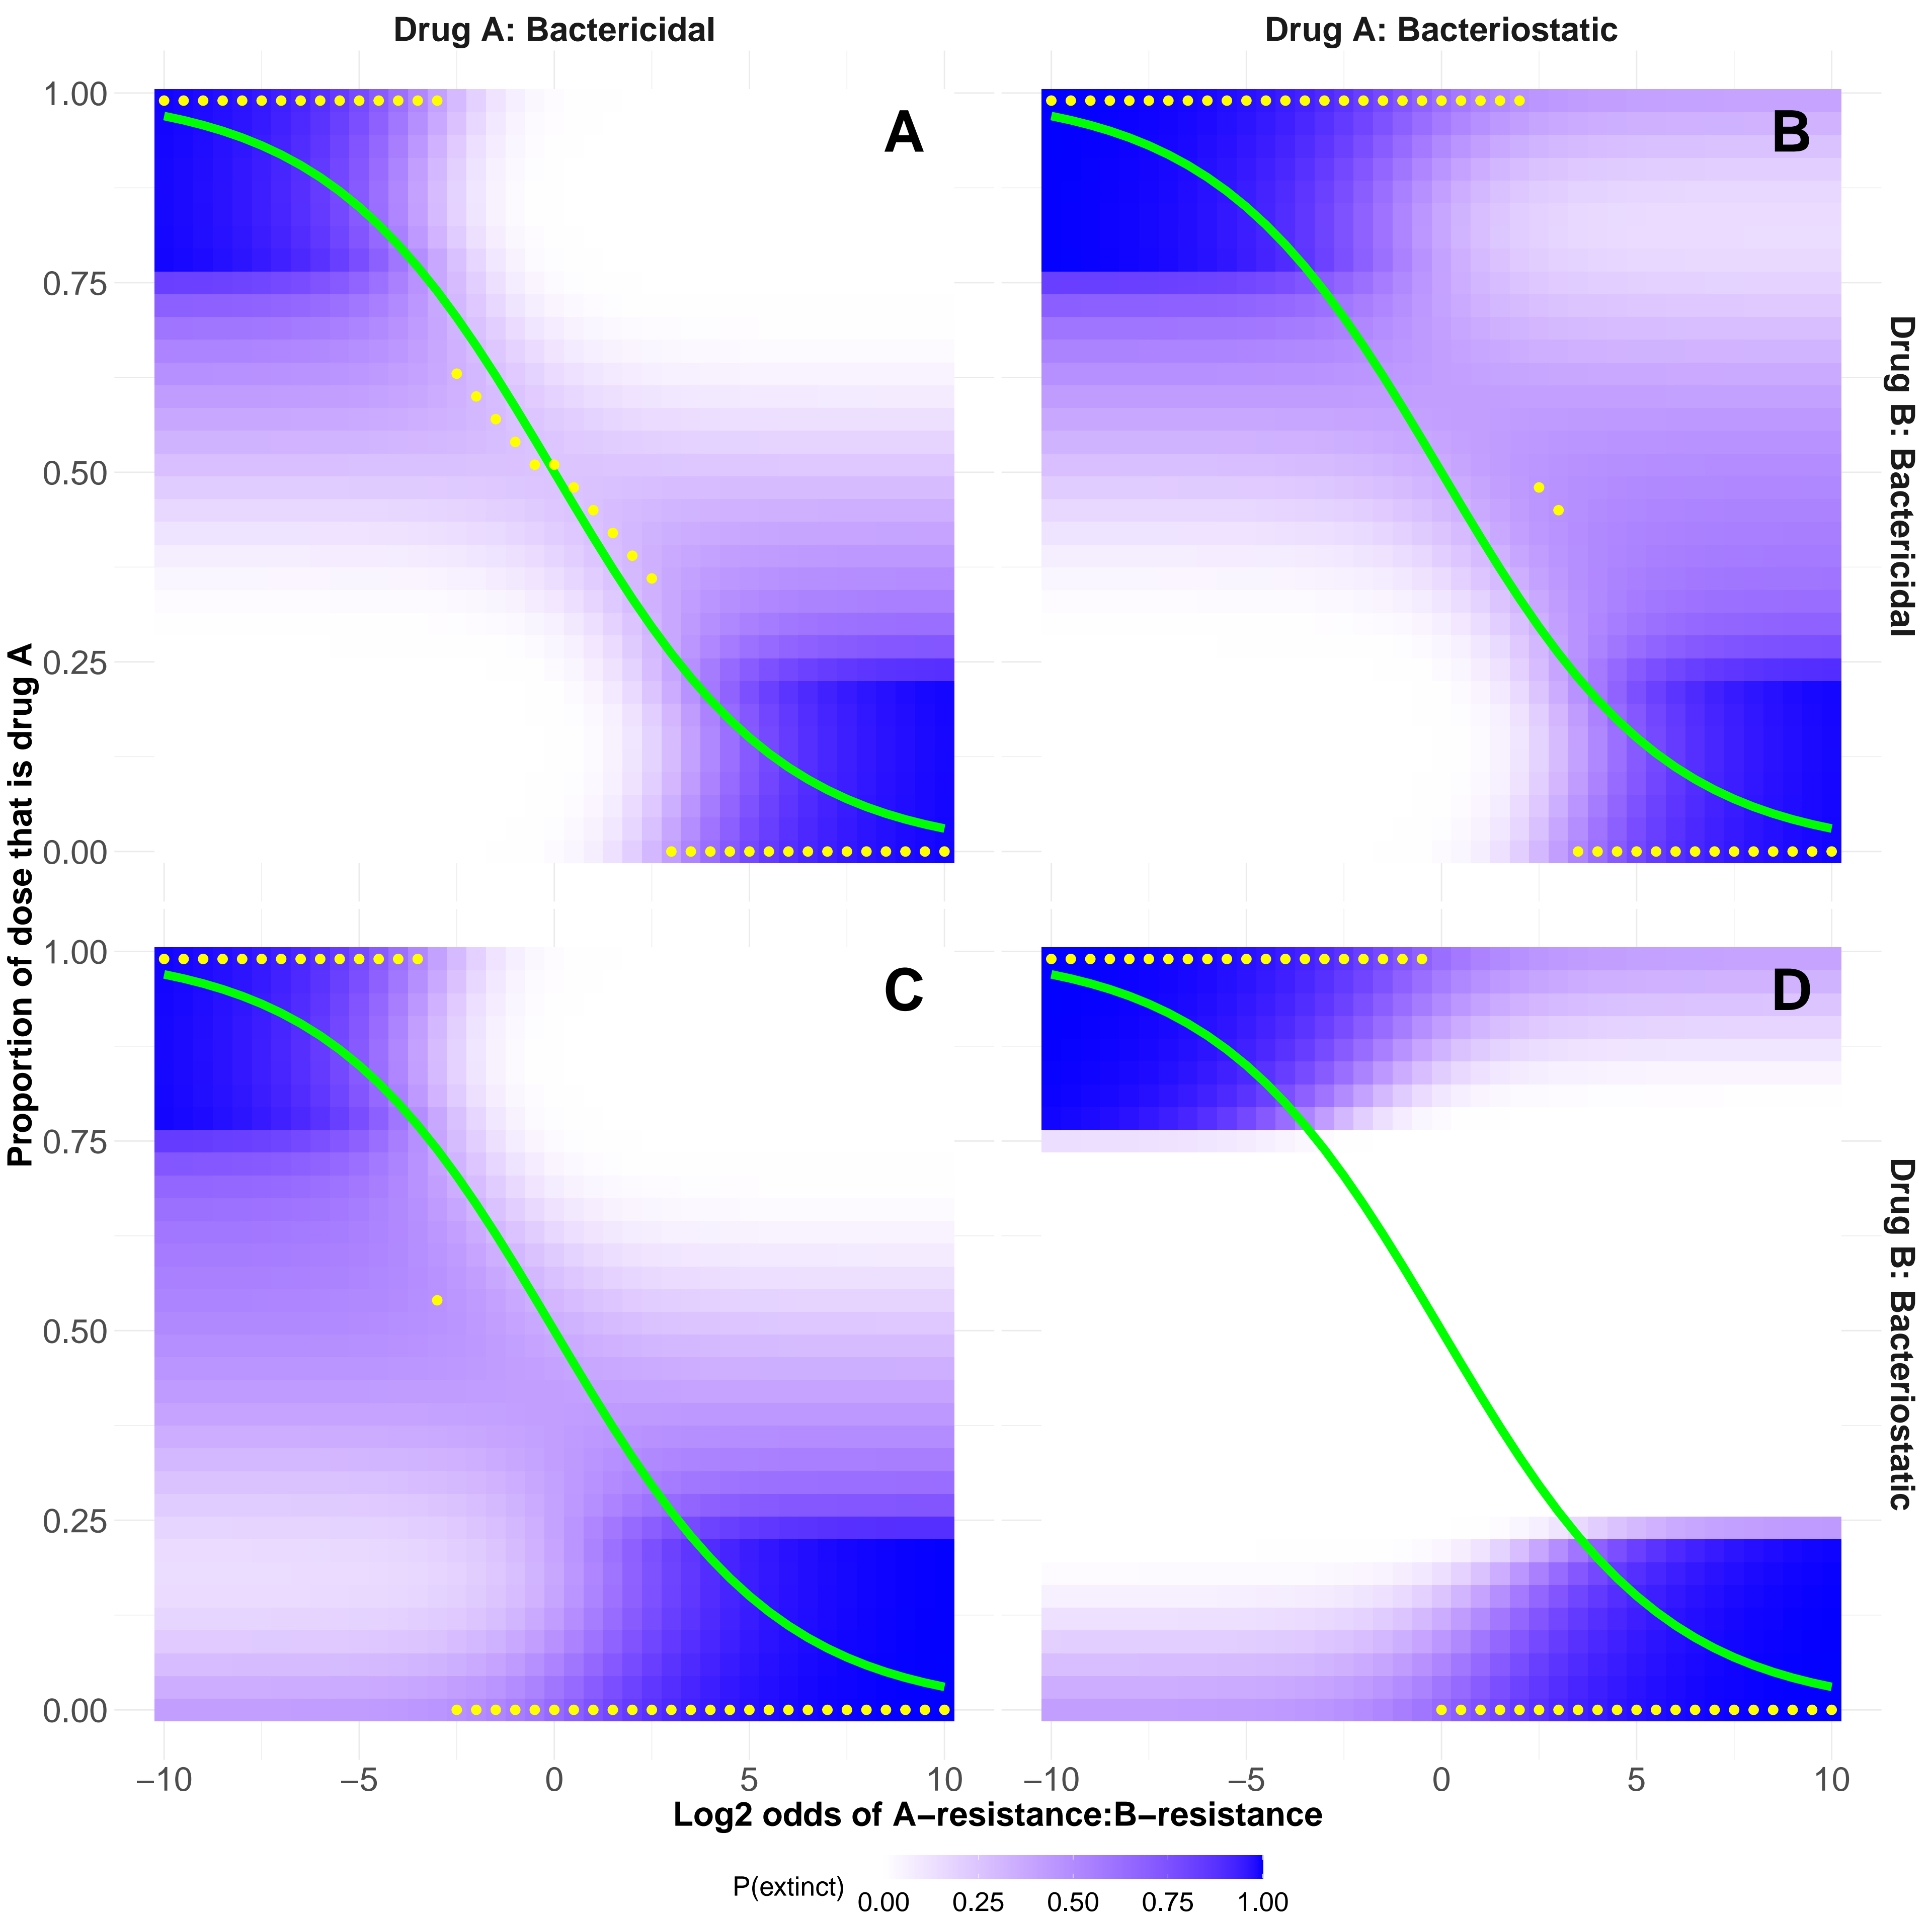 Drug A: Bactericidal
Drug A: Bacteriostatic
A
B
1.00
0.75
0.50
0.25
0.00
Drug B: Bactericidal
C
D
1.00
0.75
0.50
0.25
0.00
Drug B: Bacteriostatic
Proportion of dose that is drug A
−10 −5 0 5 10
−10 −5 0 5 10
Log2 odds of A−resistance:B−resistance
P(extinct)
0.00 0.25 0.50 0.75 1.00